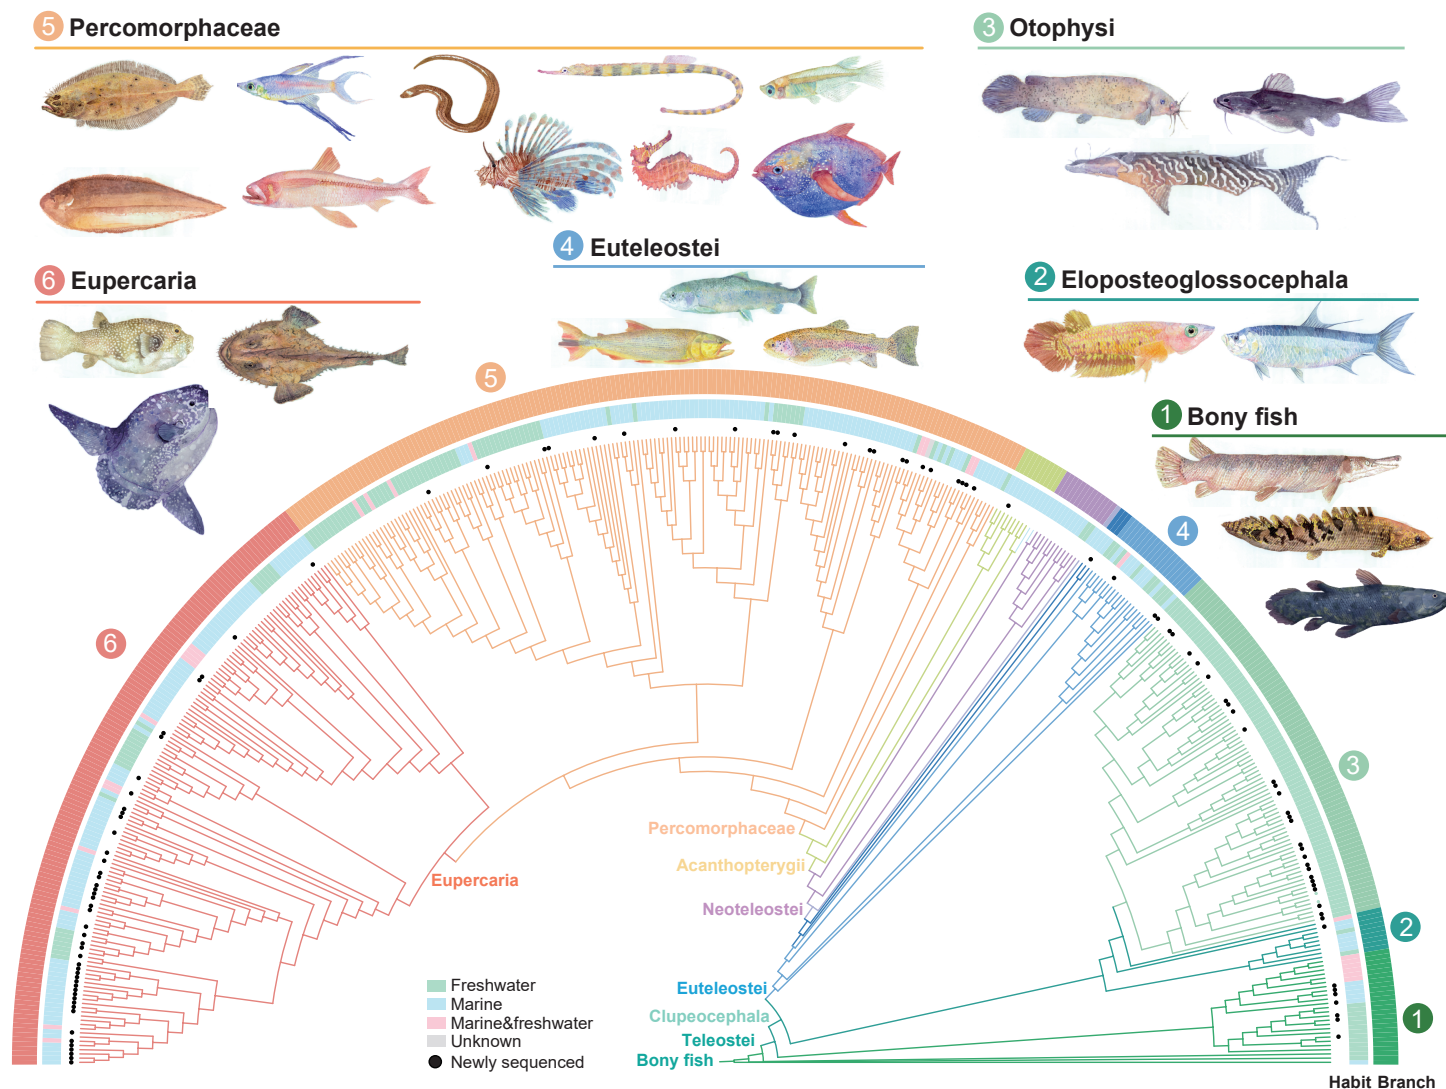 5 Percomorphaceae
3 Otophysi
4 Euteleostei
6 Eupercaria
2 Eloposteoglossocephala
1 Bony fish
5
4
6
3
2
1
Percomorphaceae
Acanthopterygii
Eupercaria
Neoteleostei
Euteleostei
Clupeocephala
Teleostei
Bony fish
Freshwater
Marine
Marine&freshwater
Unknown
Newly sequenced
Habit Branch